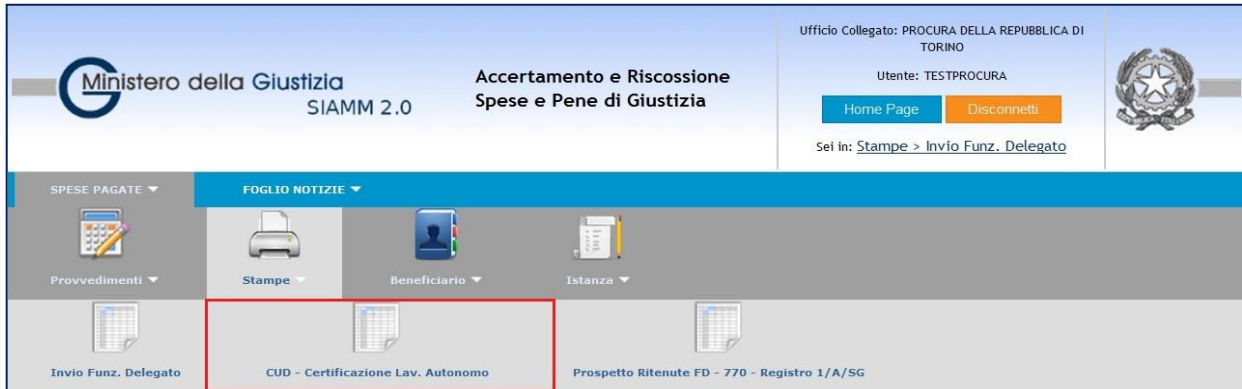 Ministero della Giustizia
SIAMM 2.0
Accertamento e Riscossione
Spese e Pene di Giustizia
Ufficio Collegato: PROCURA DELLA REPUBBLICA DI
TORINO
Utente: TESTPROCURA
Home Page
Disconnetti
Sei in: Stampe > Invio Funz. Delegato
SPESE PAGATE
FOGLIO NOTIZIE
Provvedimenti
Stampe
Beneficiario
Istanza
Invio Funz. Delegato
CUD - Certificazione Lav. Autonomo
Prospetto Ritenute FD - 770 - Registro 1/A/SG